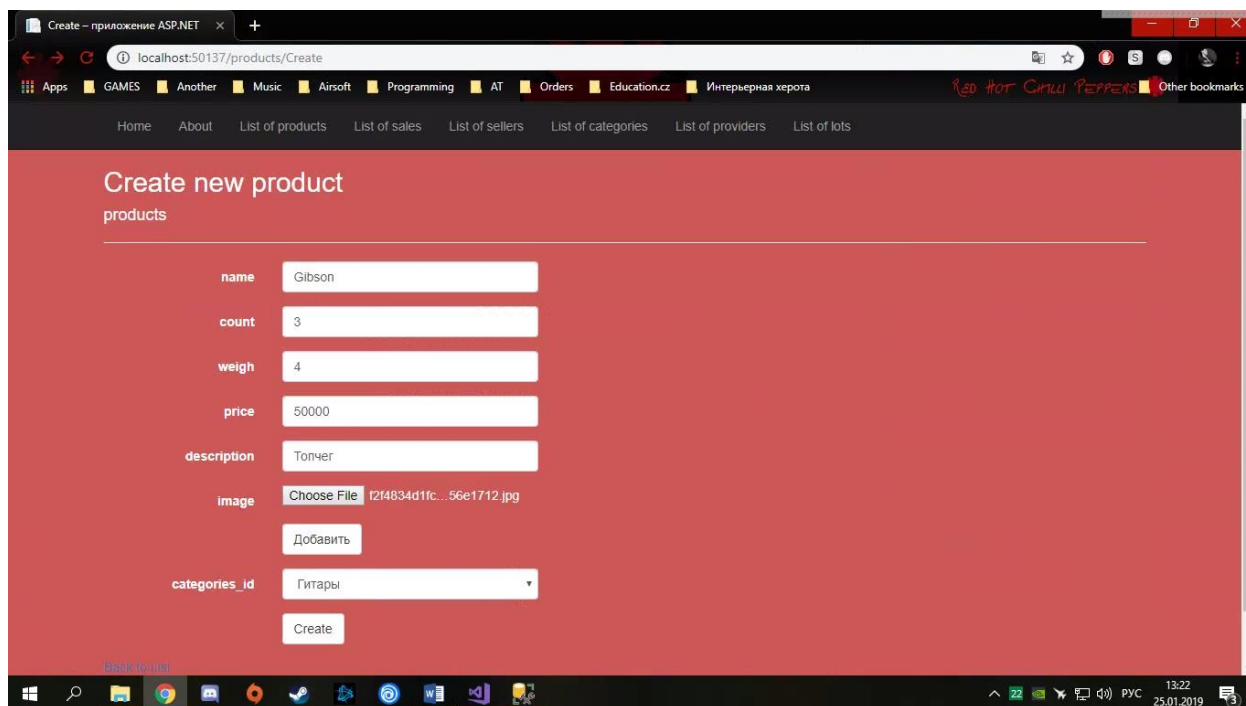 Create – приложение ASP.NET
localhost:50137/products/Create
Apps GAMES Another Music Airsoft Programming AT Orders Education.cz Интерьерная херота RED HOT CHILI PEPPERS Other bookmarks
Home About List of products List of sales List of sellers List of categories List of providers List of lots
Create new product
products
name Gibson
count 3
weigh 4
price 50000
description Топчег
image Choose File f2f4834d1fc...56e1712.jpg
Добавить
categories_id Гитары
Create
Back to List
22 РУС 13:22
25.01.2019
3